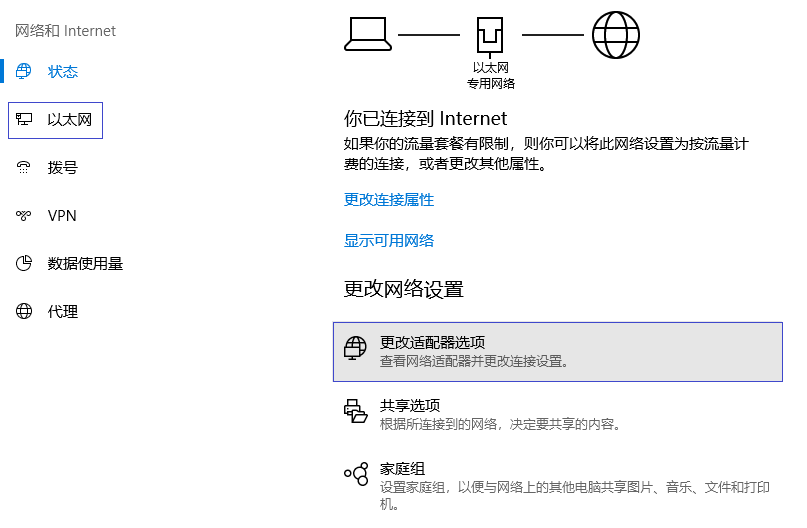 网络和 Internet
状态
以太网
拨号
VPN
数据使用量
代理
以太网
专用网络
你已连接到 Internet
如果你的流量套餐有限制，则你可以将此网络设置为按流量计
费的连接，或者更改其他属性。
更改连接属性
显示可用网络
更改网络设置
更改适配器选项
查看网络适配器并更改连接设置。
共享选项
根据所连接到的网络，决定要共享的内容。
家庭组
设置家庭组，以便与网络上的其他电脑共享图片、音乐、文件和打印
机。